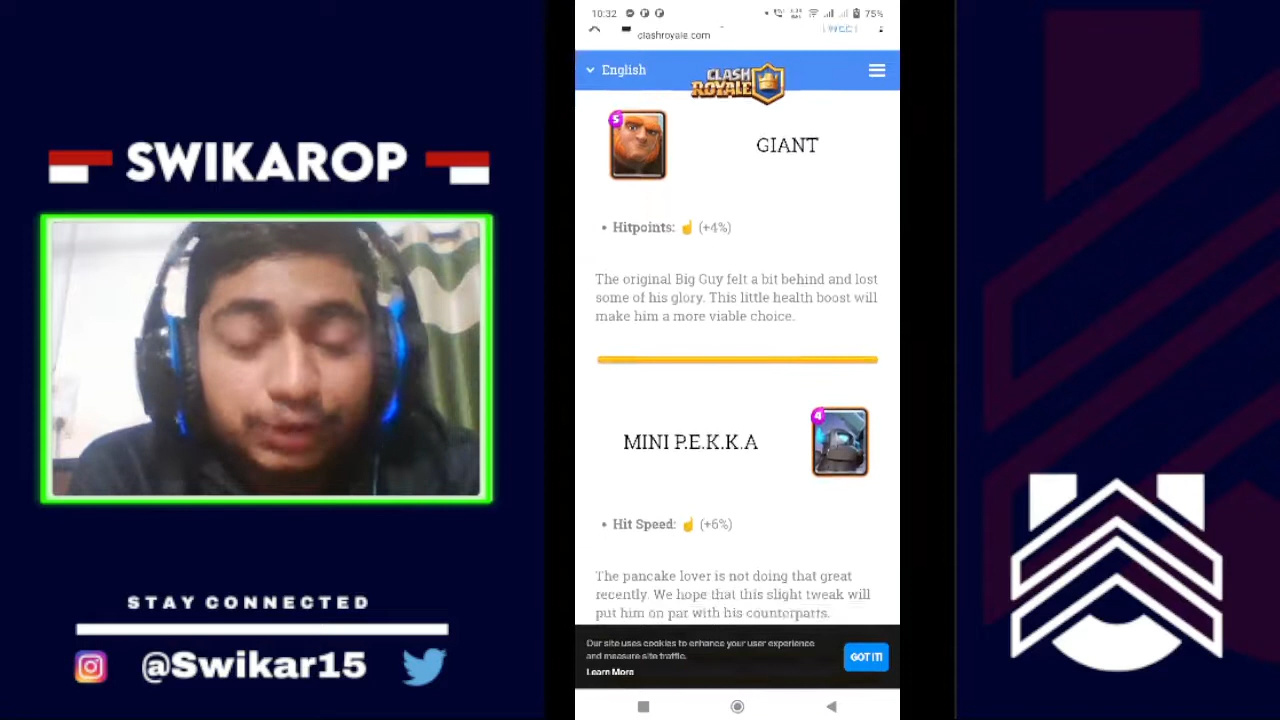 SWIKAROP
STAY CONNECTED
@Swikar15
10:32
75%
clashroyale.com
TWEET
English
CLASH
ROYALE
5
GIANT
• Hitpoints: ☝ (+4%)
The original Big Guy felt a bit behind and lost
some of his glory. This little health boost will
make him a more viable choice.
MINI P.E.K.K.A
4
• Hit Speed: ☝ (+6%)
The pancake lover is not doing that great
recently. We hope that this slight tweak will
put him on par with his counterparts.
Our site uses cookies to enhance your user experience
and measure site traffic.
Learn More
GOT IT!